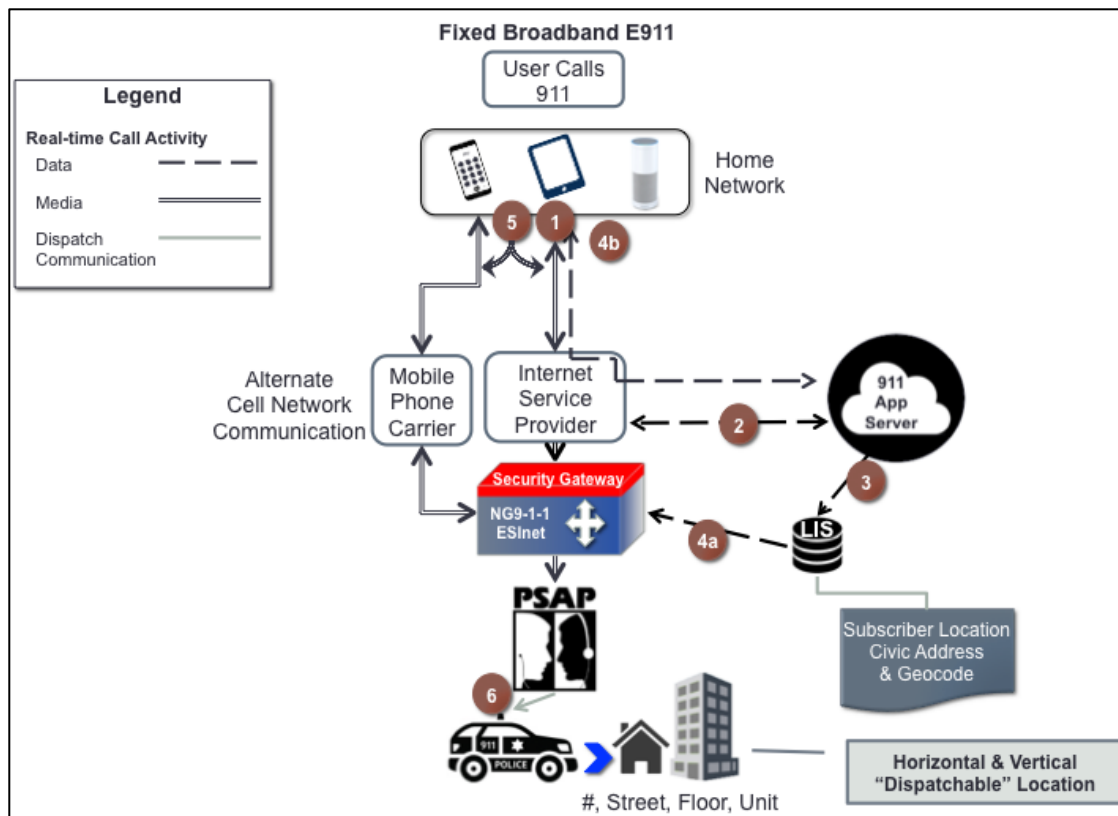 Fixed Broadband E911
User Calls
911
Legend
Real-time Call Activity
Data
Media
Dispatch
Communication
Home
Network
5
1
4b
Alternate
Cell Network
Communication
Mobile
Phone
Carrier
Internet
Service
Provider
911
App
Server
2
3
Security Gateway
NG9-1-1
ESInet
4a
LIS
PSAP
Subscriber Location
Civic Address
& Geocode
6
911
POLICE
#, Street, Floor, Unit
Horizontal & Vertical
“Dispatchable” Location